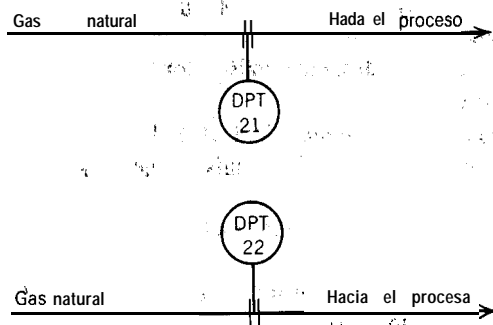 Gas natural Hada el proceso
DPT
21
DPT
22
Gas natural Hacia el procesa